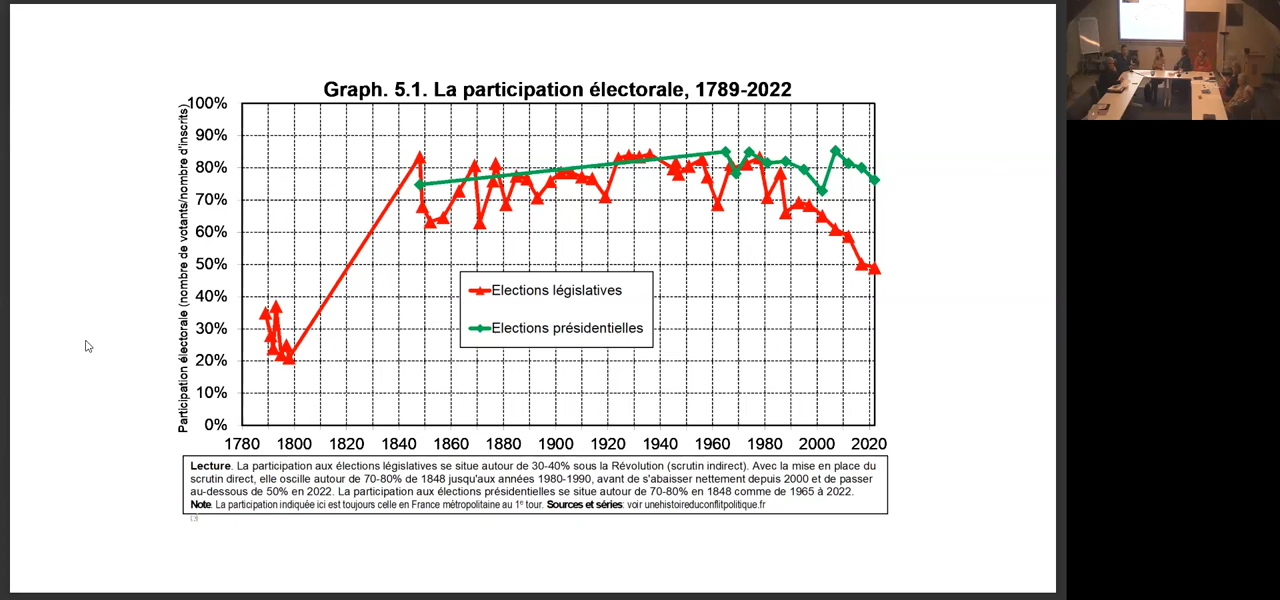 Graph. 5.1. La participation électorale, 1789-2022
Participation électorale (nombre de votants/nombre d'inscrits)
100%
90%
80%
70%
60%
50%
40%
30%
20%
10%
0%
Elections législatives
Elections présidentielles
1780 1800 1820 1840 1860 1880 1900 1920 1940 1960 1980 2000 2020
Lecture. La participation aux élections législatives se situe autour de 30-40% sous la Révolution (scrutin indirect). Avec la mise en place du
scrutin direct, elle oscille autour de 70-80% de 1848 jusqu'aux années 1980-1990, avant de s'abaisser nettement depuis 2000 et de passer
au-dessous de 50% en 2022. La participation aux élections présidentielles se situe autour de 70-80% en 1848 comme de 1965 à 2022.
Note. La participation indiquée ici est toujours celle en France métropolitaine au 1e tour. Sources et séries: voir unehistoireduconflitpolitique.fr